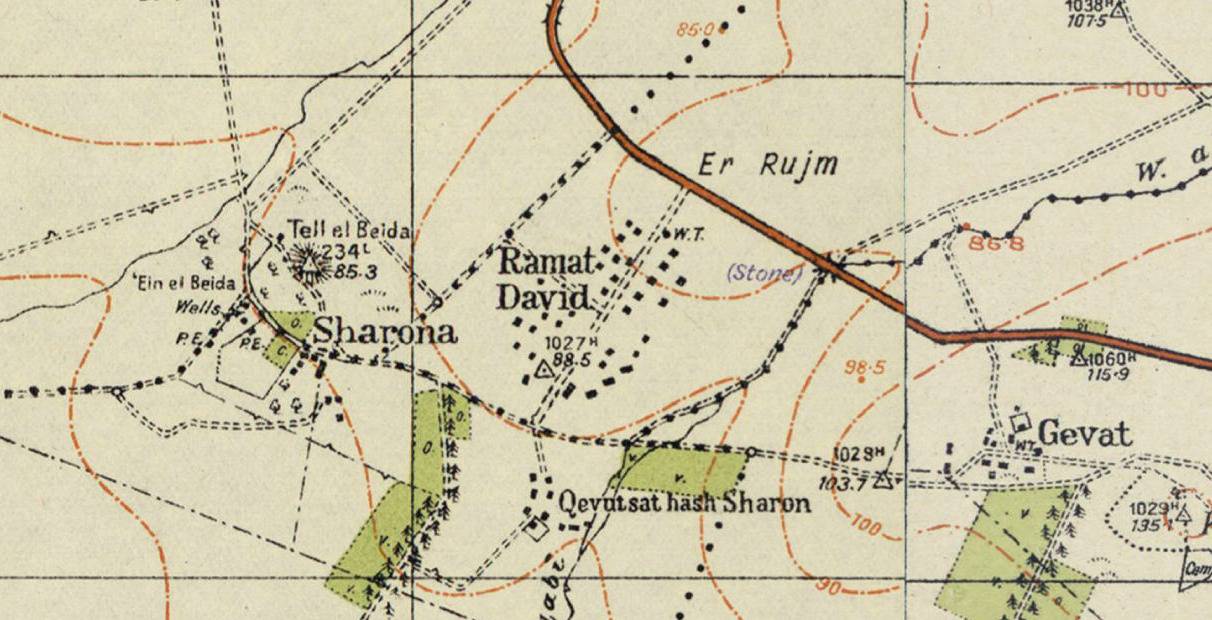 1038H
107.5
85.0
100
Er Rujm
W. a
Tell el Beida
234L
85.3
W.T.
86.8
Ramat
David
(Stone)
'Ein el Beida
Wells
P.E.
P.E.
O.
C.
Sharona
1027H
88.5
98.5
1060H
115.9
O.
O.
Gevat
W.T.
V.
V.
1028H
103.7
Qevutsat hash Sharon
V
1029H
135.1
100
V.
V.
V.
90
Cem